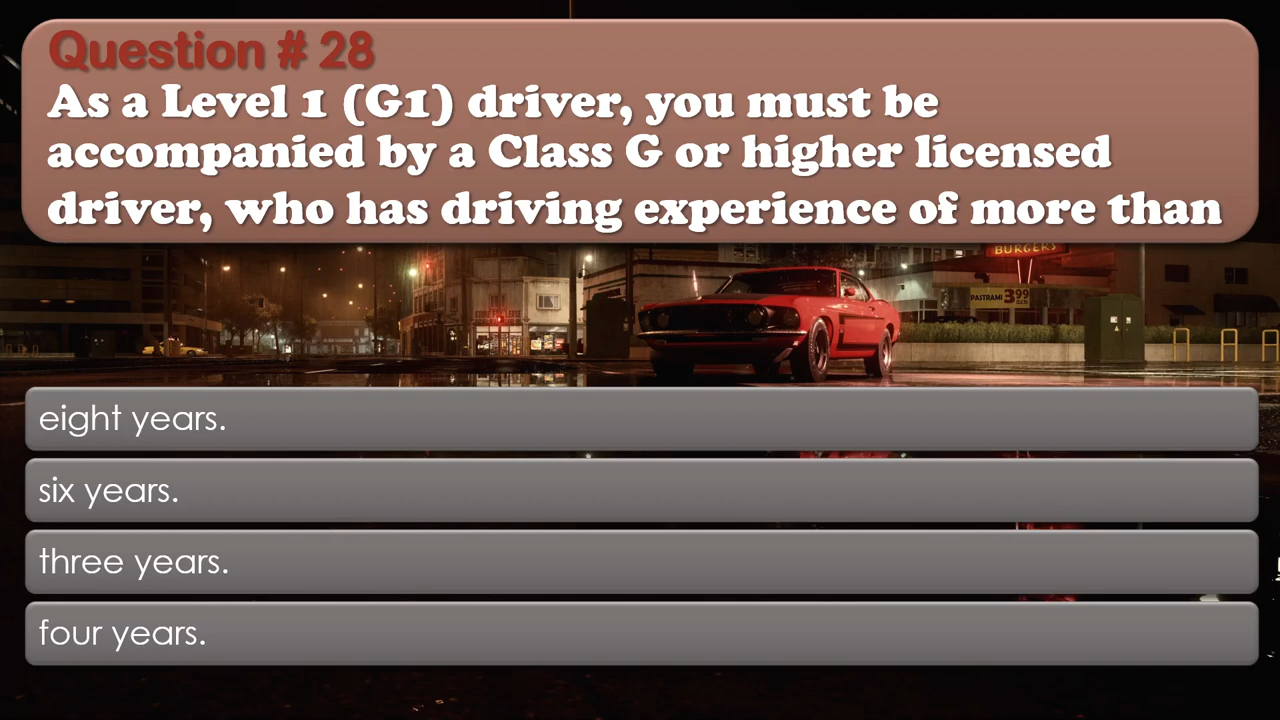 Question # 28
As a Level 1 (G1) driver, you must be
accompanied by a Class G or higher licensed
driver, who has driving experience of more than
BURGERS
PASTRAMI 3.99
eight years.
six years.
three years.
four years.